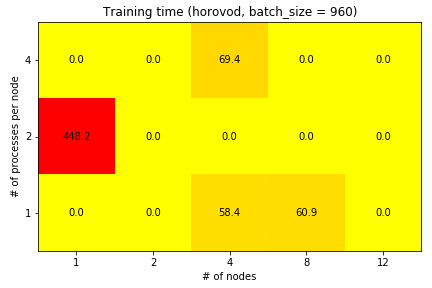 Training time (horovod, batch_size = 960)
# of processes per node
4 0.0 0.0 69.4 0.0 0.0
2 448.2 0.0 0.0 0.0 0.0
1 0.0 0.0 58.4 60.9 0.0
1 2 4 8 12
# of nodes